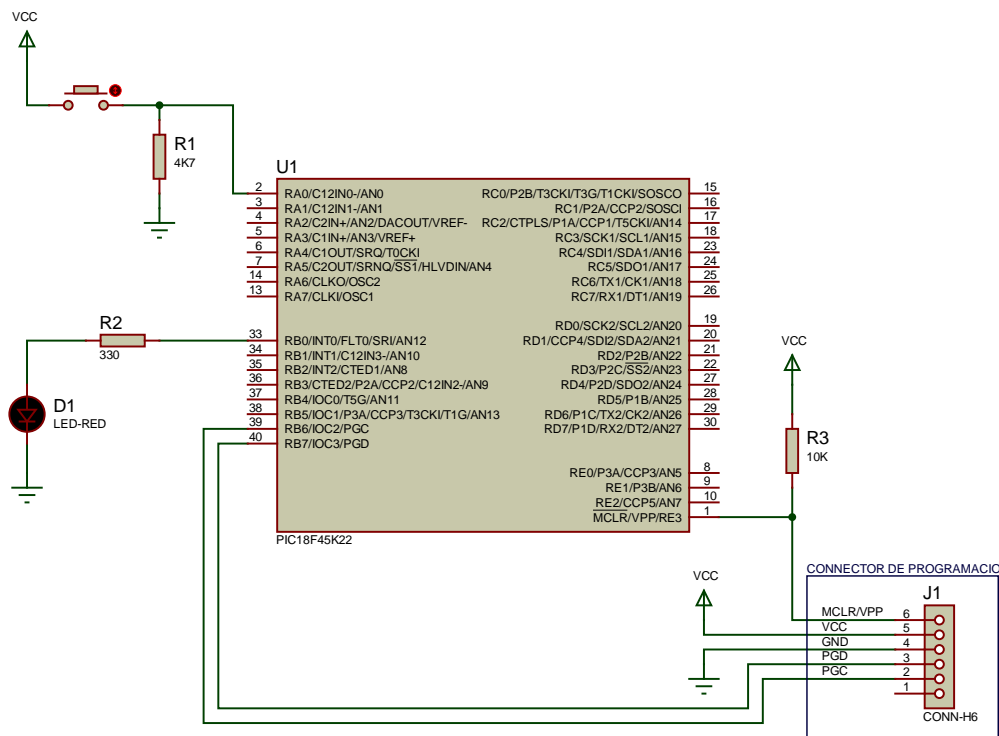 VCC
R1
4K7
U1
2 RA0/C12IN0-/AN0
3 RA1/C12IN1-/AN1
4 RA2/C2IN+/AN2/DACOUT/VREF-
5 RA3/C1IN+/AN3/VREF+
6 RA4/C1OUT/SRQ/T0CKI
7 RA5/C2OUT/SRNQ/SS1/HLVDIN/AN4
14 RA6/CLKO/OSC2
13 RA7/CLKI/OSC1
33 RB0/INT0/FLT0/SRI/AN12
34 RB1/INT1/C12IN3-/AN10
35 RB2/INT2/CTED1/AN8
36 RB3/CTED2/P2A/CCP2/C12IN2-/AN9
37 RB4/IOC0/T5G/AN11
38 RB5/IOC1/P3A/CCP3/T3CKI/T1G/AN13
39 RB6/IOC2/PGC
40 RB7/IOC3/PGD
RC0/P2B/T3CKI/T3G/T1CKI/SOSCO 15
RC1/P2A/CCP2/SOSCI 16
RC2/CTPLS/P1A/CCP1/T5CKI/AN14 17
RC3/SCK1/SCL1/AN15 18
RC4/SDI1/SDA1/AN16 23
RC5/SDO1/AN17 24
RC6/TX1/CK1/AN18 25
RC7/RX1/DT1/AN19 26
RD0/SCK2/SCL2/AN20 19
RD1/CCP4/SDI2/SDA2/AN21 20
RD2/P2B/AN22 21
RD3/P2C/SS2/AN23 22
RD4/P2D/SDO2/AN24 27
RD5/P1B/AN25 28
RD6/P1C/TX2/CK2/AN26 29
RD7/P1D/RX2/DT2/AN27 30
RE0/P3A/CCP3/AN5 8
RE1/P3B/AN6 9
RE2/CCP5/AN7 10
MCLR/VPP/RE3 1
PIC18F45K22
R2
330
D1
LED-RED
VCC
R3
10K
VCC
CONNECTOR DE PROGRAMACIO
J1
MCLR/VPP 6
VCC 5
GND 4
PGD 3
PGC 2
1
CONN-H6